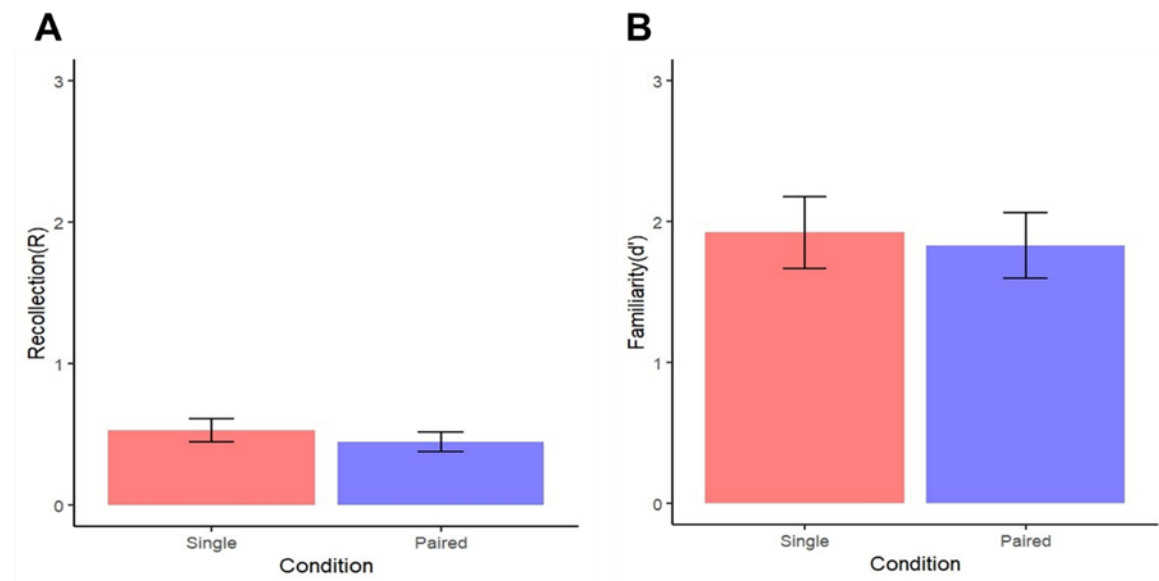 A
3
2
1
0
Recollection(R)
Single
Paired
Condition
B
3
2
1
0
Familiarity(d')
Single
Paired
Condition